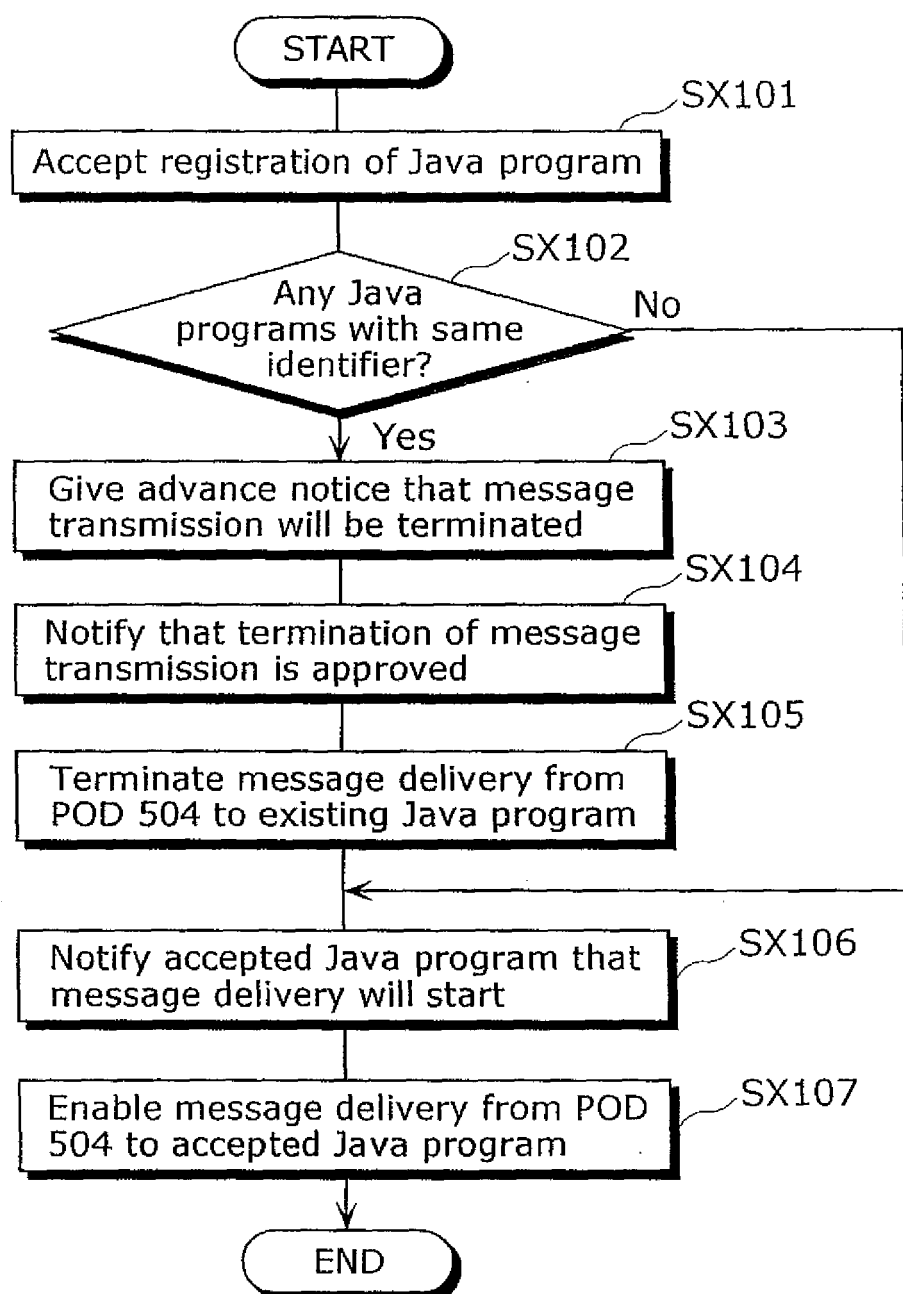 START
SX101
Accept registration of Java program
SX102
Any Java
programs with same
identifier?
No
Yes
SX103
Give advance notice that message
transmission will be terminated
SX104
Notify that termination of message
transmission is approved
SX105
Terminate message delivery from
POD 504 to existing Java program
SX106
Notify accepted Java program that
message delivery will start
SX107
Enable message delivery from POD
504 to accepted Java program
END